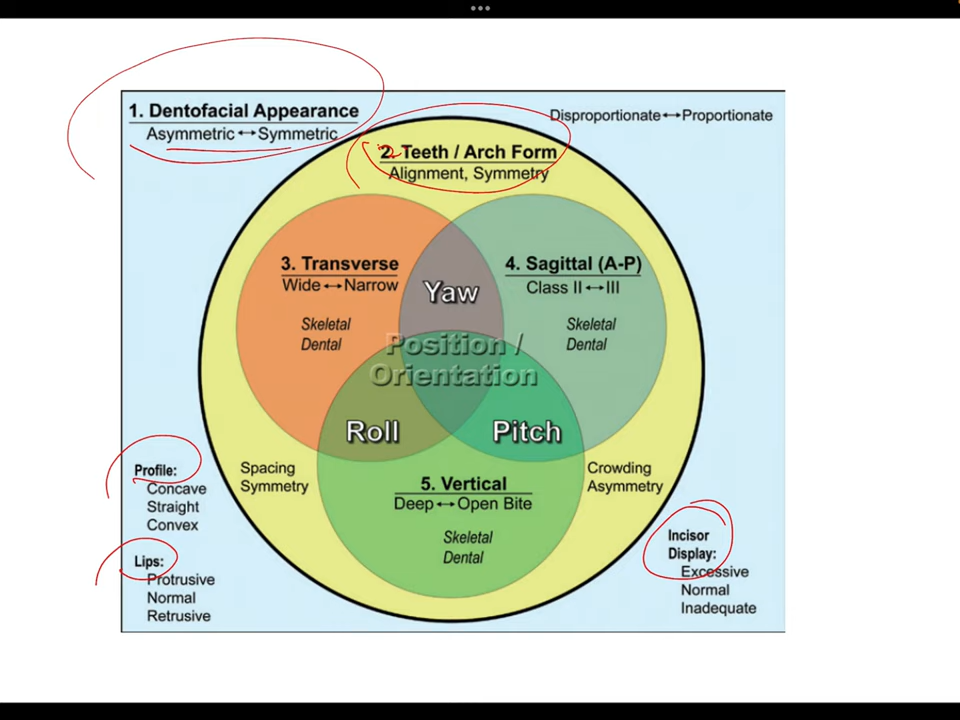 1. Dentofacial Appearance
Asymmetric ↔ Symmetric
Disproportionate ↔ Proportionate
2. Teeth / Arch Form
Alignment, Symmetry
3. Transverse
Wide ↔ Narrow
Skeletal
Dental
Yaw
4. Sagittal (A-P)
Class II ↔ III
Skeletal
Dental
Position /
Orientation
Roll
Pitch
Profile:
Concave
Straight
Convex
Lips:
Protrusive
Normal
Retrusive
Spacing
Symmetry
5. Vertical
Deep ↔ Open Bite
Skeletal
Dental
Crowding
Asymmetry
Incisor
Display:
Excessive
Normal
Inadequate